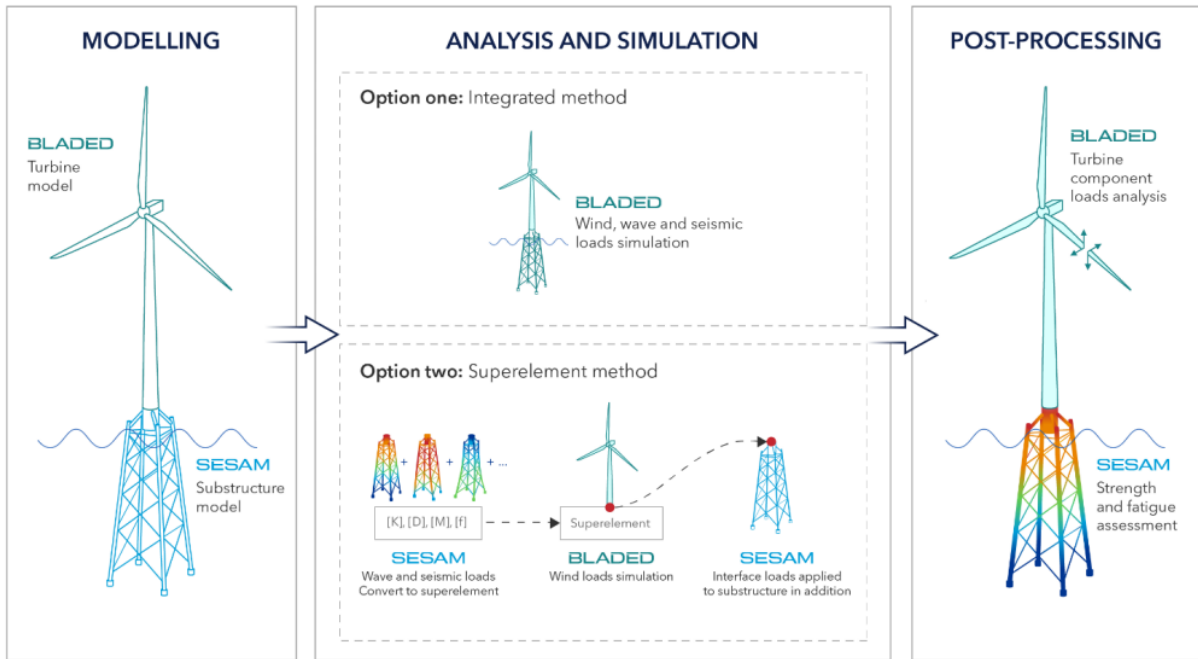 MODELLING
BLADED
Turbine
model
SESAM
Substructure
model
ANALYSIS AND SIMULATION
Option one: Integrated method
BLADED
Wind, wave and seismic
loads simulation
Option two: Superelement method
+ + + ...
[K], [D], [M], [f]
SESAM
Wave and seismic loads
Convert to superelement
Superelement
BLADED
Wind loads simulation
SESAM
Interface loads applied
to substructure in addition
POST-PROCESSING
BLADED
Turbine
component
loads analysis
SESAM
Strength
and fatigue
assessment